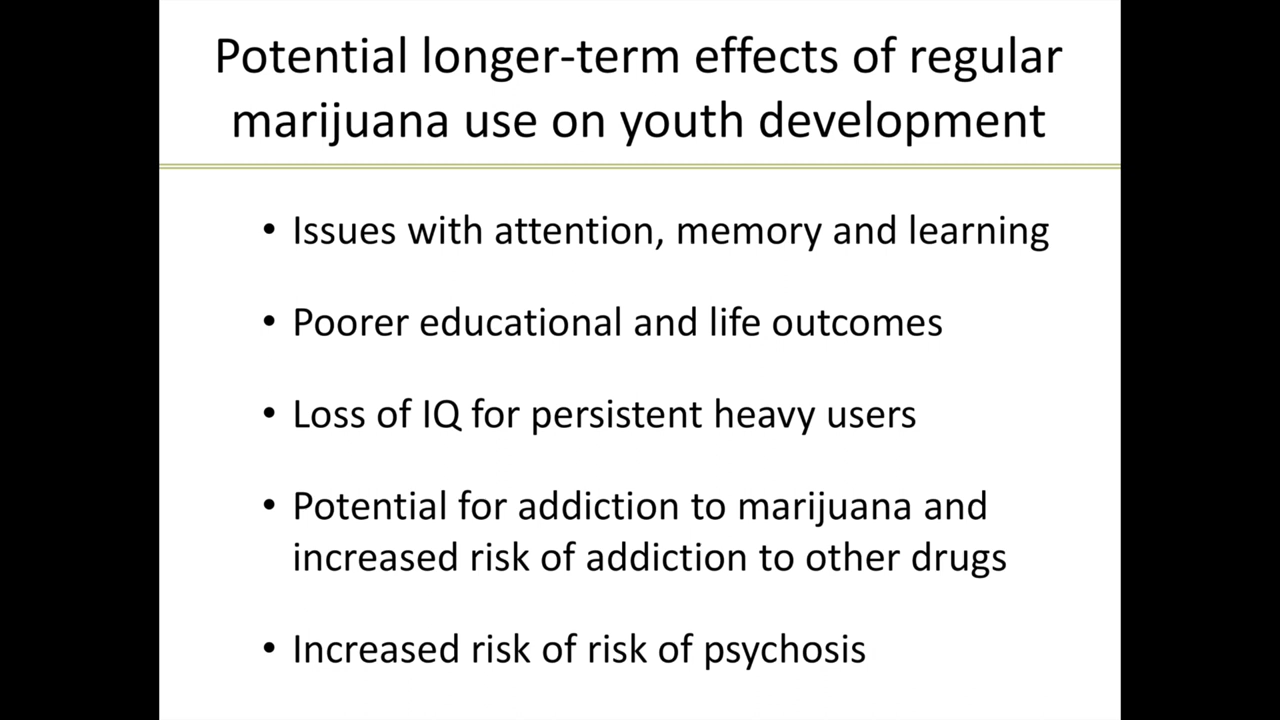 Potential longer-term effects of regular
marijuana use on youth development
• Issues with attention, memory and learning
• Poorer educational and life outcomes
• Loss of IQ for persistent heavy users
• Potential for addiction to marijuana and
increased risk of addiction to other drugs
• Increased risk of risk of psychosis